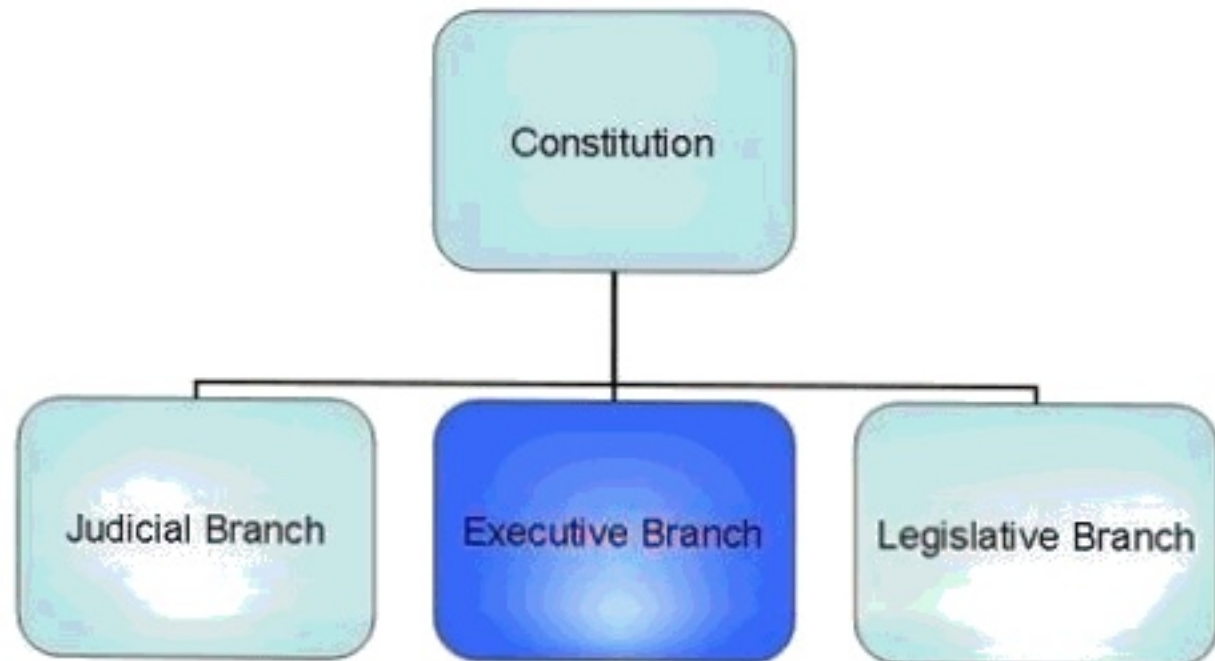 Constitution
Judicial Branch
Executive Branch
Legislative Branch